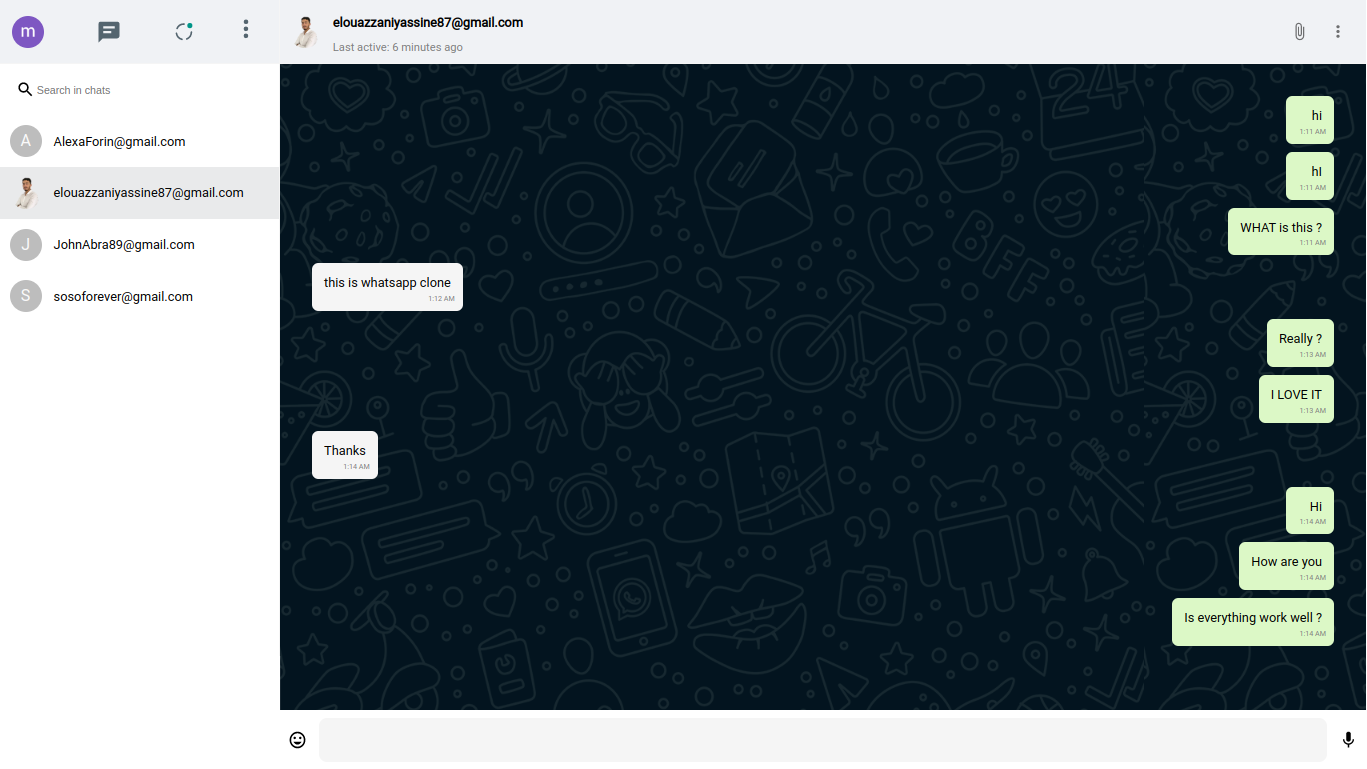 m
elouazzaniyassine87@gmail.com
Last active: 6 minutes ago
Search in chats
A
AlexaForin@gmail.com
elouazzaniyassine87@gmail.com
J
JohnAbra89@gmail.com
S
sosoforever@gmail.com
24
hi
1:11 AM
hI
1:11 AM
WHAT is this ?
1:11 AM
this is whatsapp clone
1:12 AM
Really ?
1:13 AM
I LOVE IT
1:13 AM
Thanks
1:14 AM
Hi
1:14 AM
How are you
1:14 AM
Is everything work well ?
1:14 AM